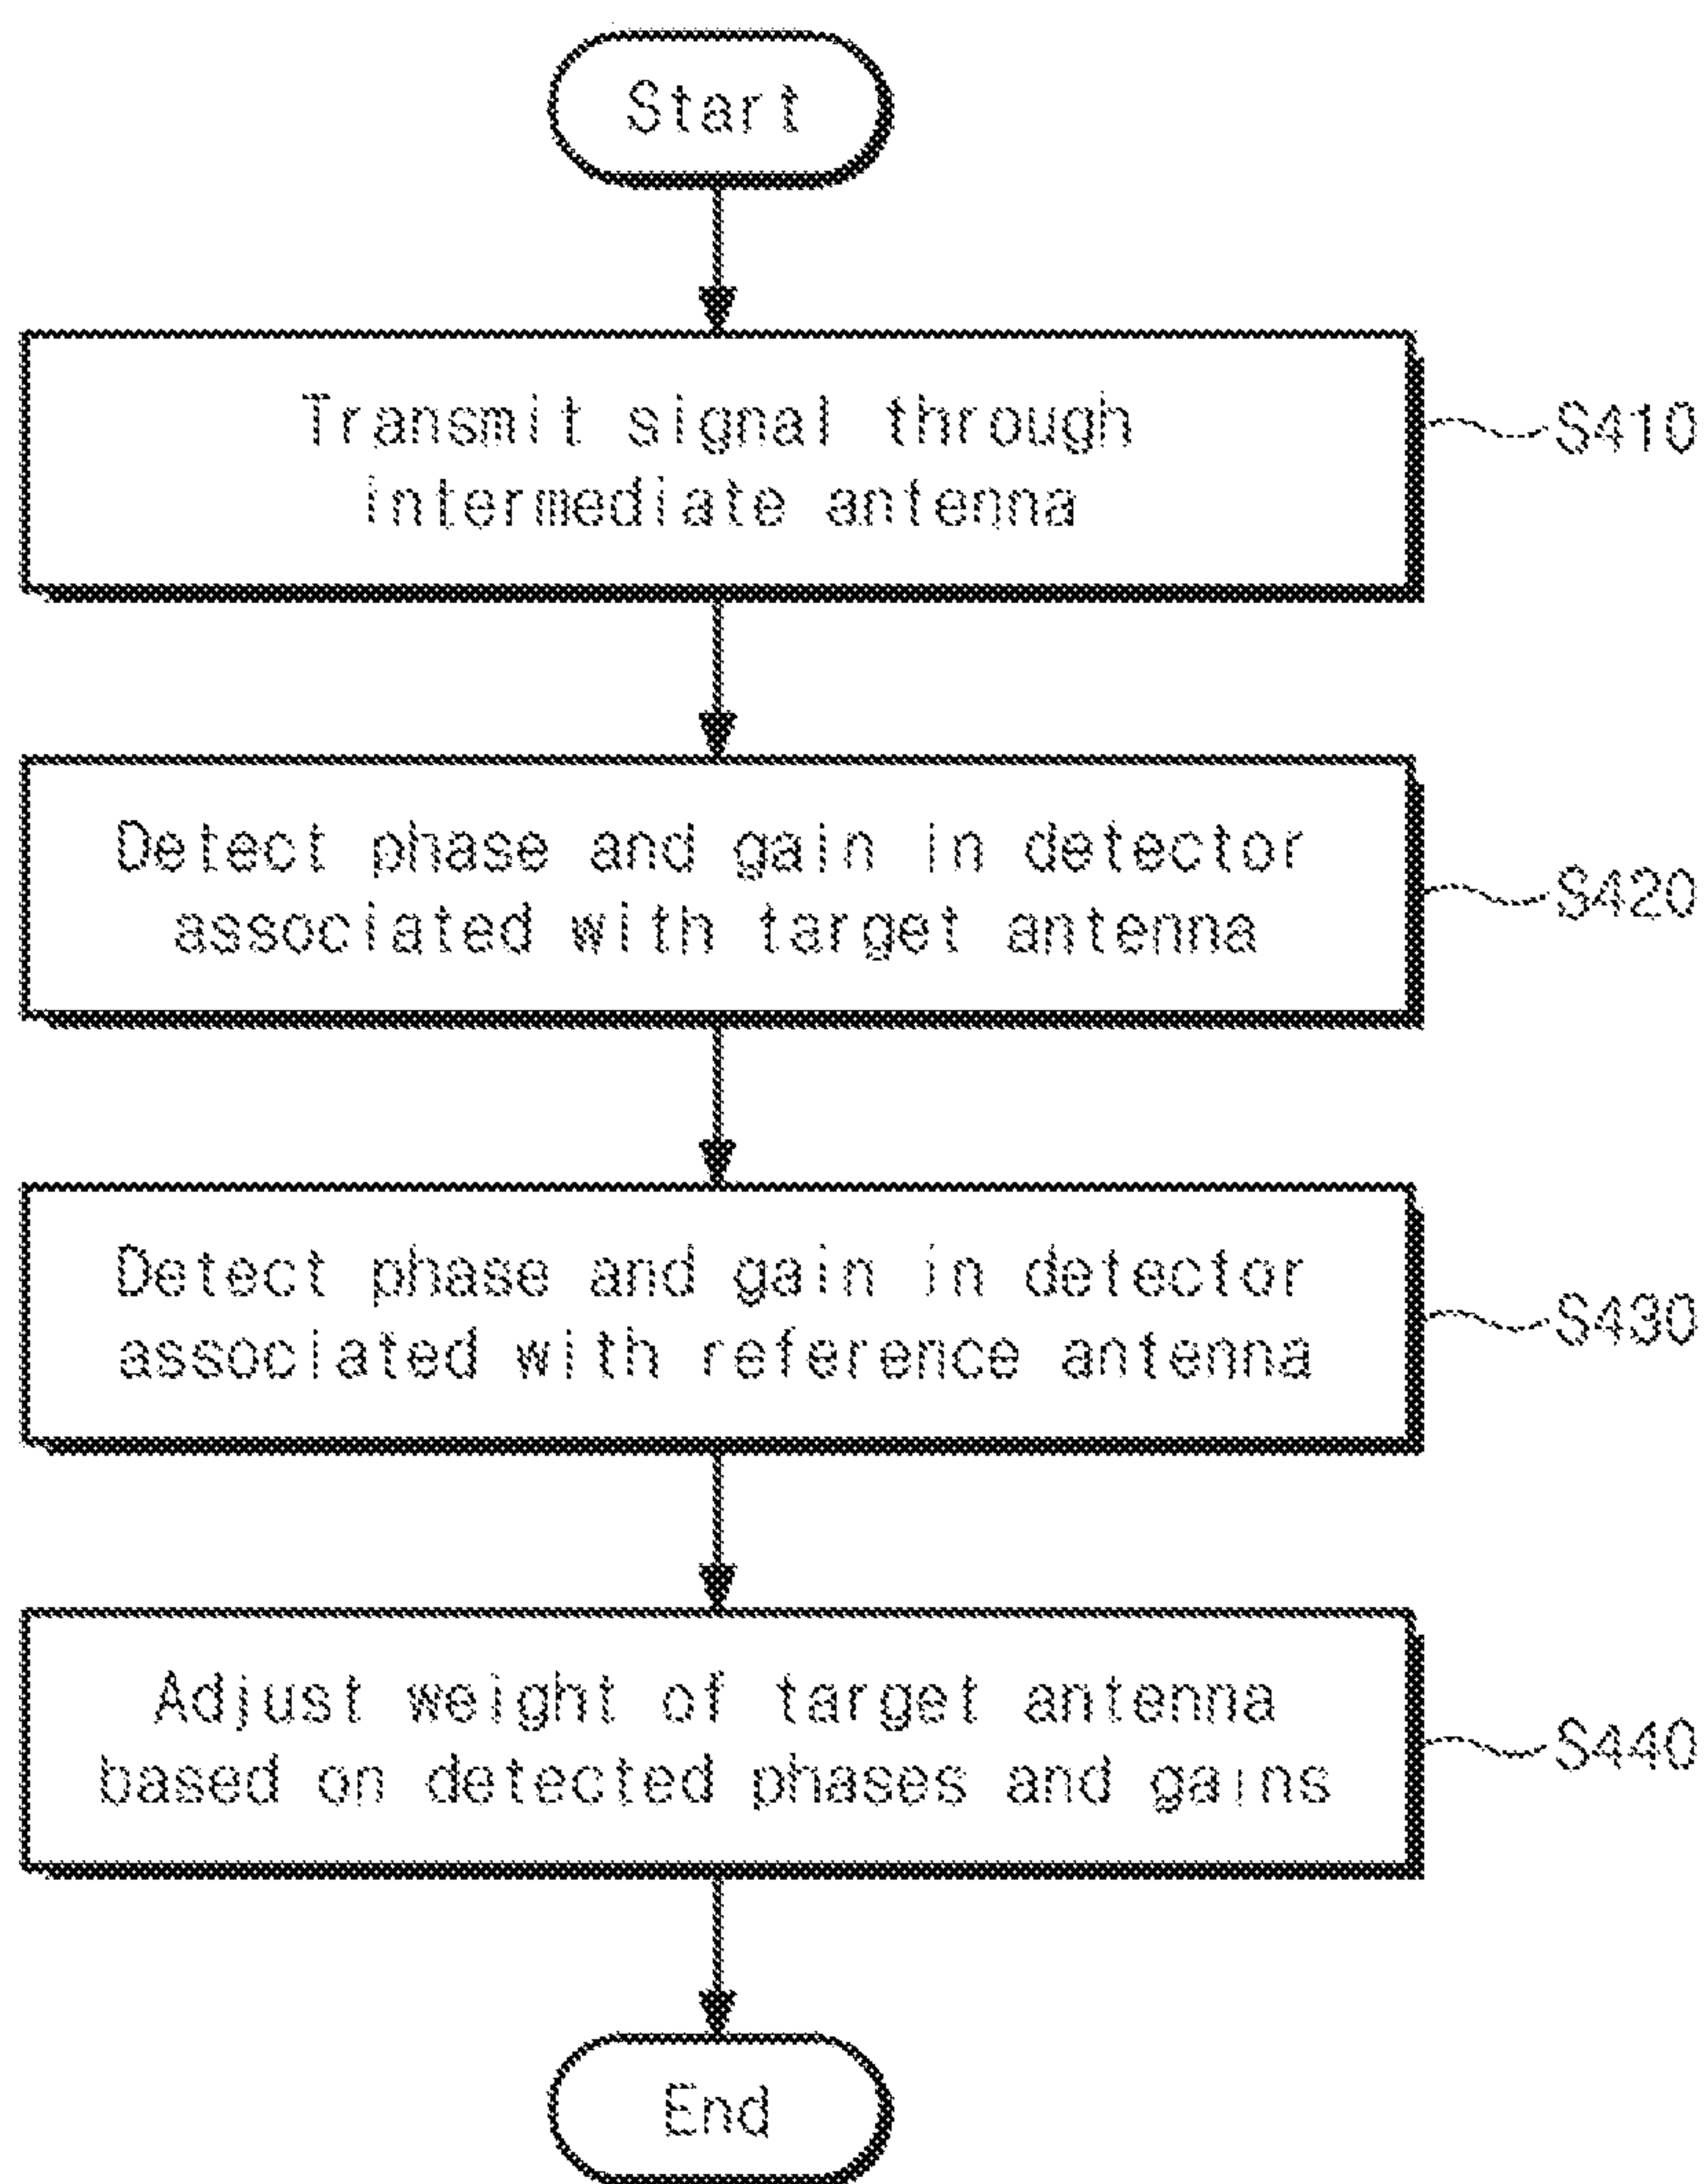 Start
Transmit signal through
intermediate antenna
S410
Detect phase and gain in detector
associated with target antenna
S420
Detect phase and gain in detector
associated with reference antenna
S430
Adjust weight of target antenna
based on detected phases and gains
S440
End